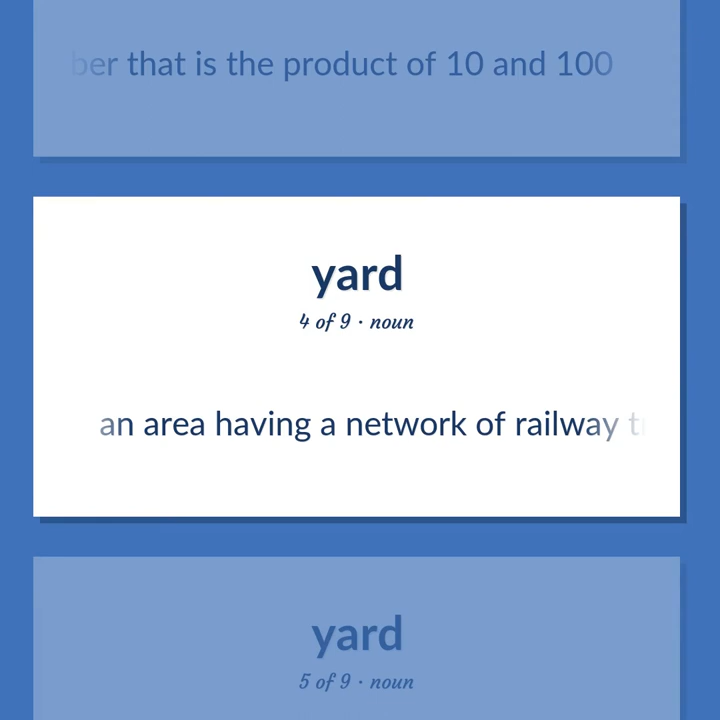 that is the product of 10 and 100
yard
4 of 9 · noun
an area having a network of railway
yard
5 of 9 · noun